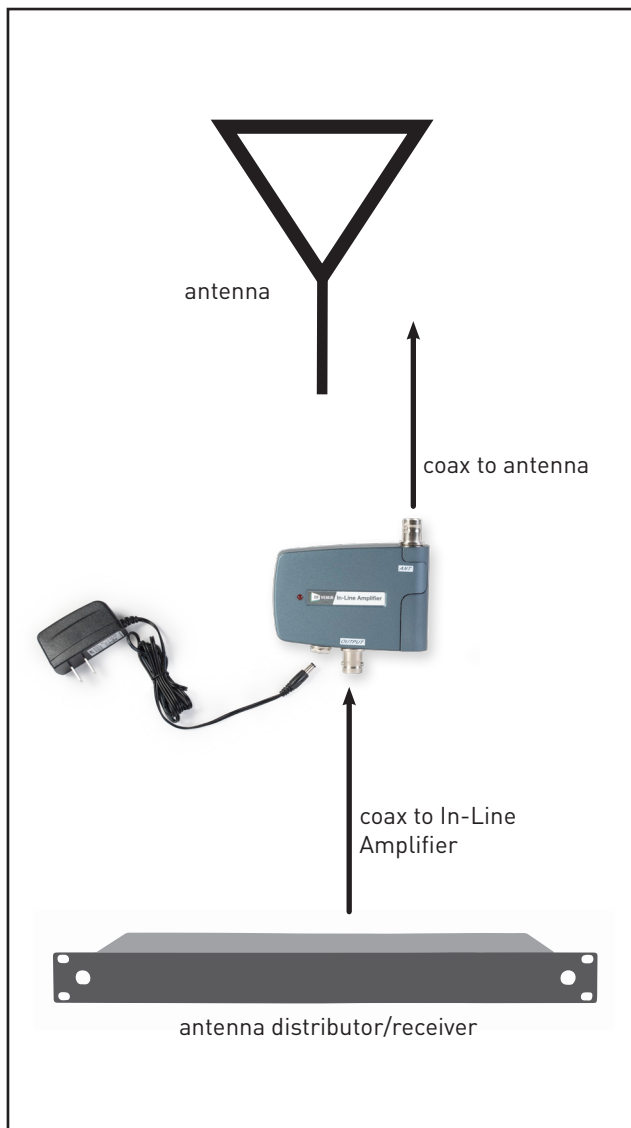 antenna
coax to antenna
ANT
In-Line Amplifier
OUTPUT
coax to In-Line
Amplifier
antenna distributor/receiver